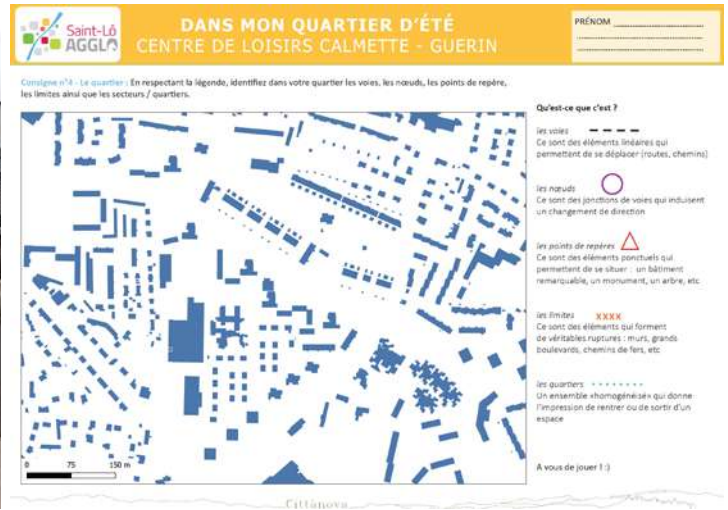 Saint-Lô
AGGLO
DANS MON QUARTIER D'ÉTÉ
CENTRE DE LOISIRS CALMETTE - GUERIN
PRÉNOM
Consigne n°4 - Le quartier : En respectant la légende, identifiez dans votre quartier les voies, les nœuds, les points de repère,
les limites ainsi que les secteurs / quartiers.
Qu'est-ce que c'est ?
les voies
Ce sont des éléments linéaires qui
permettent de se déplacer (routes, chemins)
les nœuds
Ce sont des jonctions de voies qui induisent
un changement de direction
les points de repères
Ce sont des éléments ponctuels qui
permettent de se situer : un bâtiment
remarquable, un monument, un arbre, etc
les limites xxxx
Ce sont des éléments qui forment
de véritables ruptures : murs, grands
boulevards, chemins de fers, etc
les quartiers
Un ensemble «homogénéisé» qui donne
l'impression de rentrer ou de sortir d'un
espace
A vous de jouer ! :)
0 75 150 m
Cittànova